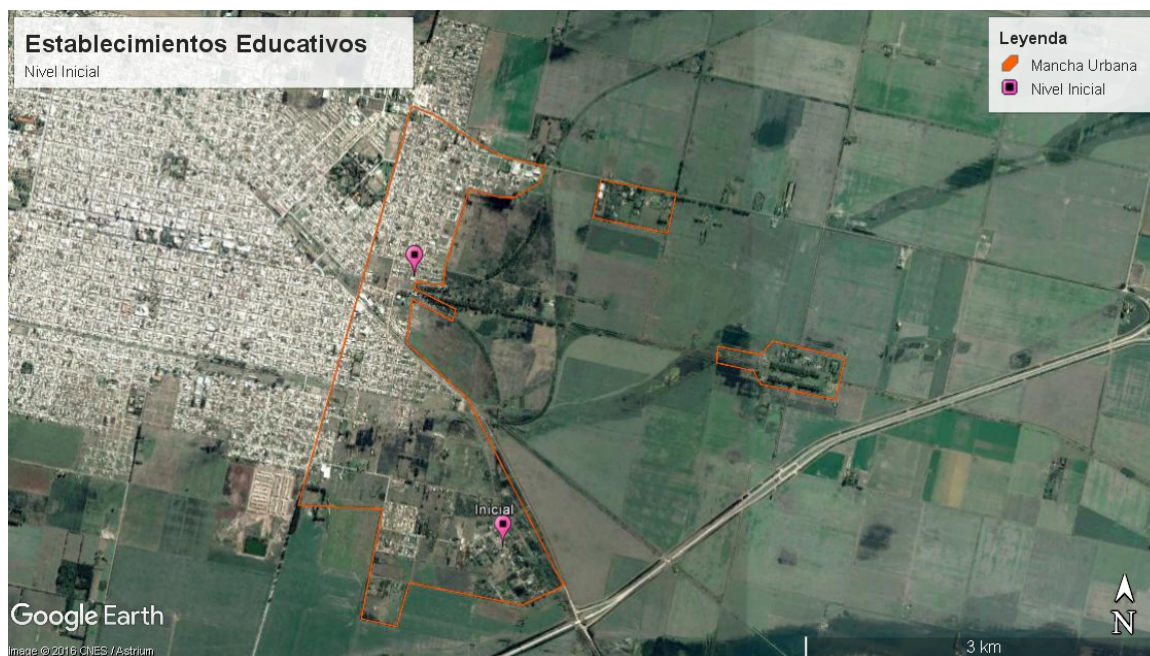 Establecimientos Educativos
Nivel Inicial
Leyenda
Mancha Urbana
Nivel Inicial
Inicial
Google Earth
Image © 2016 CNES / Astrium
N
3 km